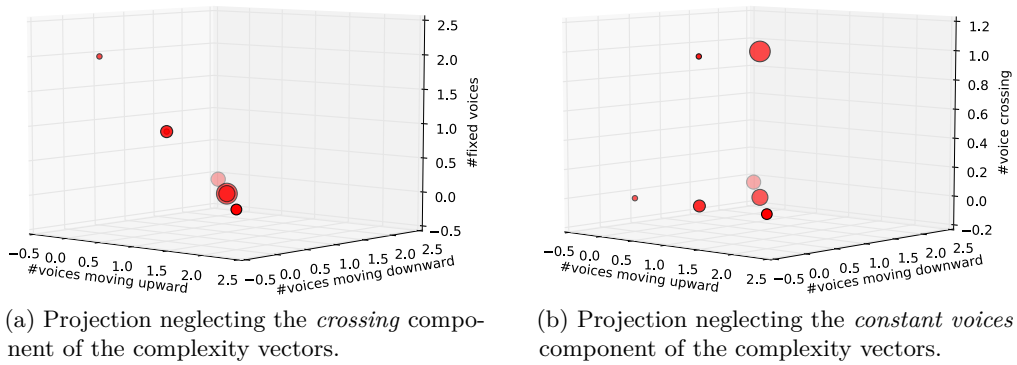 2.5
2.0
1.5
1.0
0.5
0.0
−0.5
#fixed voices
−0.5 0.0 0.5 1.0 1.5 2.0 2.5
#voices moving upward
−0.5 0.0 0.5 1.0 1.5 2.0 2.5
#voices moving downward
(a) Projection neglecting the crossing compo-
nent of the complexity vectors.
1.2
1.0
0.8
0.6
0.4
0.2
0.0
−0.2
#voice crossing
−0.5 0.0 0.5 1.0 1.5 2.0 2.5
#voices moving upward
−0.5 0.0 0.5 1.0 1.5 2.0 2.5
#voices moving downward
(b) Projection neglecting the constant voices
component of the complexity vectors.